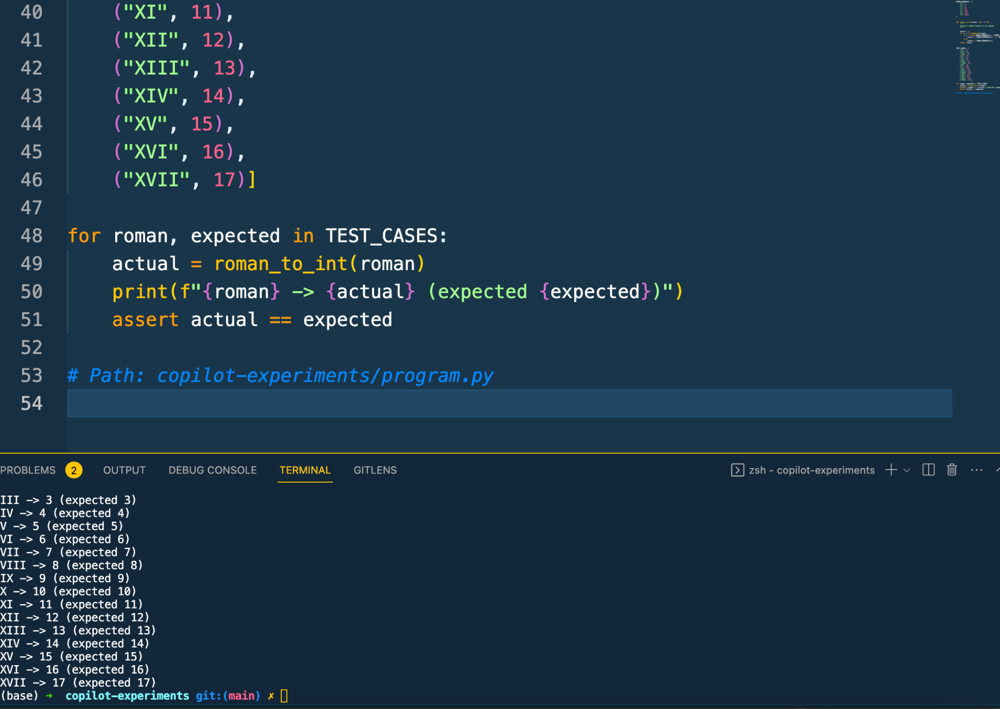 40 ("XI", 11),
41 ("XII", 12),
42 ("XIII", 13),
43 ("XIV", 14),
44 ("XV", 15),
45 ("XVI", 16),
46 ("XVII", 17)]
47
48 for roman, expected in TEST_CASES:
49 actual = roman_to_int(roman)
50 print(f"{roman} -> {actual} (expected {expected})")
51 assert actual == expected
52
53 # Path: copilot-experiments/program.py
54
PROBLEMS 2 OUTPUT DEBUG CONSOLE TERMINAL GITLENS zsh - copilot-experiments
III -> 3 (expected 3)
IV -> 4 (expected 4)
V -> 5 (expected 5)
VI -> 6 (expected 6)
VII -> 7 (expected 7)
VIII -> 8 (expected 8)
IX -> 9 (expected 9)
X -> 10 (expected 10)
XI -> 11 (expected 11)
XII -> 12 (expected 12)
XIII -> 13 (expected 13)
XIV -> 14 (expected 14)
XV -> 15 (expected 15)
XVI -> 16 (expected 16)
XVII -> 17 (expected 17)
(base) → copilot-experiments git:(main) ✗